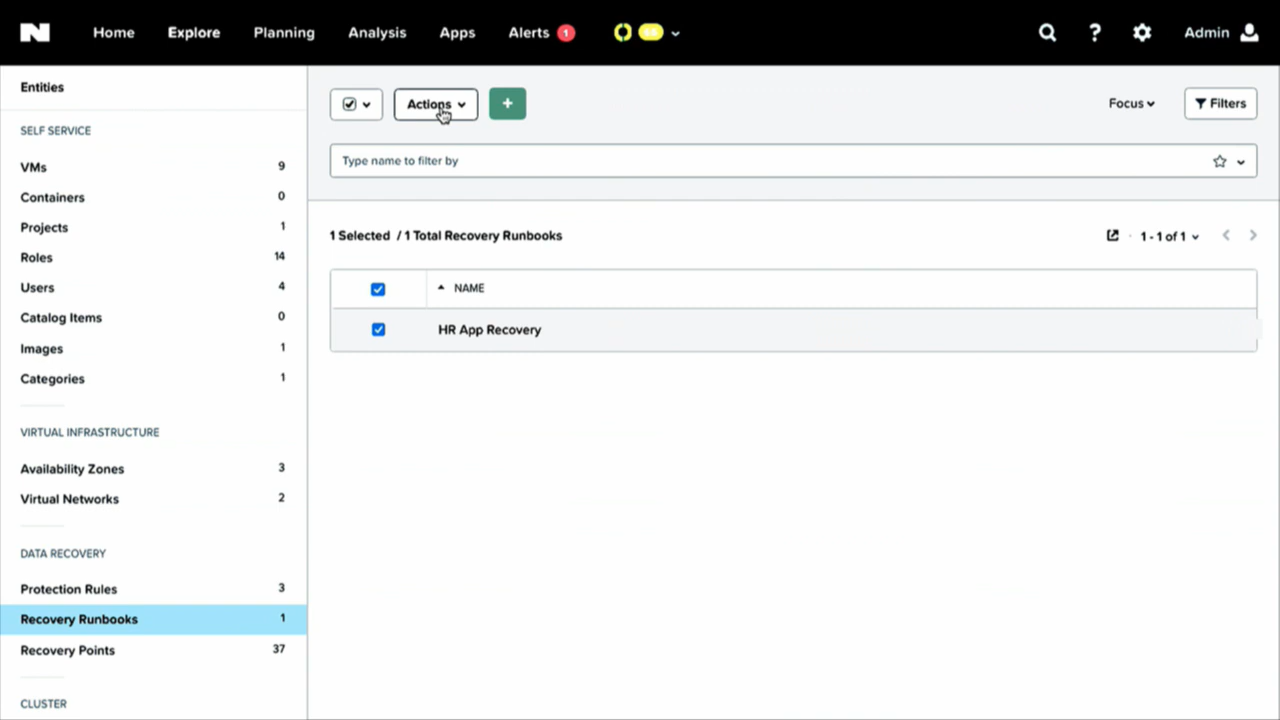 Home Explore Planning Analysis Apps Alerts 1 Admin
Entities
SELF SERVICE
VMs 9
Containers 0
Projects 1
Roles 14
Users 4
Catalog Items 0
Images 1
Categories 1
VIRTUAL INFRASTRUCTURE
Availability Zones 3
Virtual Networks 2
DATA RECOVERY
Protection Rules 3
Recovery Runbooks 1
Recovery Points 37
CLUSTER
Actions + Focus Filters
Type name to filter by
1 Selected / 1 Total Recovery Runbooks 1 - 1 of 1
NAME
HR App Recovery